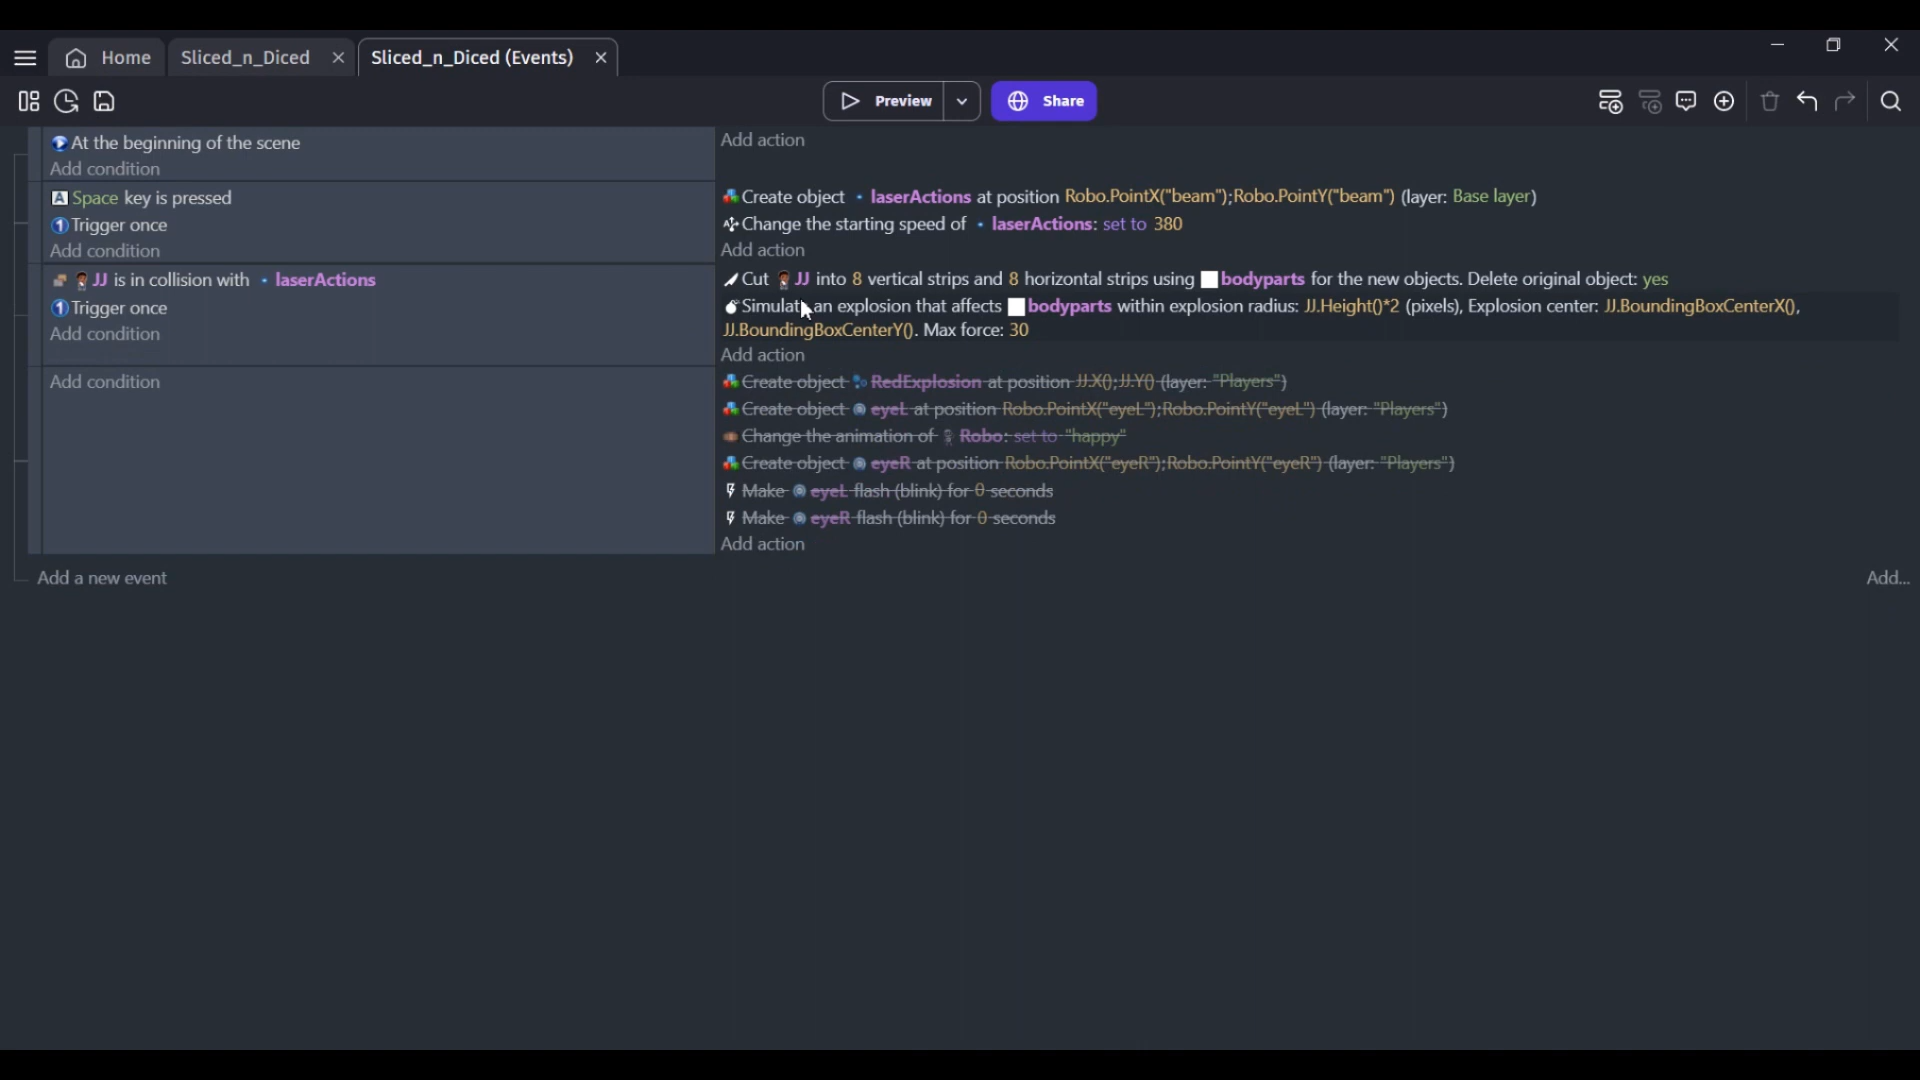 Home
Sliced_n_Diced
Sliced_n_Diced (Events)
Preview
Share
At the beginning of the scene
Add condition
Add action
Space key is pressed
Trigger once
Add condition
Create object laserActions at position Robo.PointX("beam");Robo.PointY("beam") (layer: Base layer)
Change the starting speed of laserActions: set to 380
Add action
JJ is in collision with laserActions
Trigger once
Add condition
Cut JJ into 8 vertical strips and 8 horizontal strips using bodyparts for the new objects. Delete original object: yes
Simulate an explosion that affects bodyparts within explosion radius: JJ.Height()*2 (pixels), Explosion center: JJ.BoundingBoxCenterX(),
JJ.BoundingBoxCenterY(). Max force: 30
Add action
Add condition
Create object RedExplosion at position JJ.X();JJ.Y() (layer: "Players")
Create object eyeL at position Robo.PointX("eyeL");Robo.PointY("eyeL") (layer: "Players")
Change the animation of Robo: set to "happy"
Create object eyeR at position Robo.PointX("eyeR");Robo.PointY("eyeR") (layer: "Players")
Make eyeL flash (blink) for 0 seconds
Make eyeR flash (blink) for 0 seconds
Add action
Add a new event
Add...